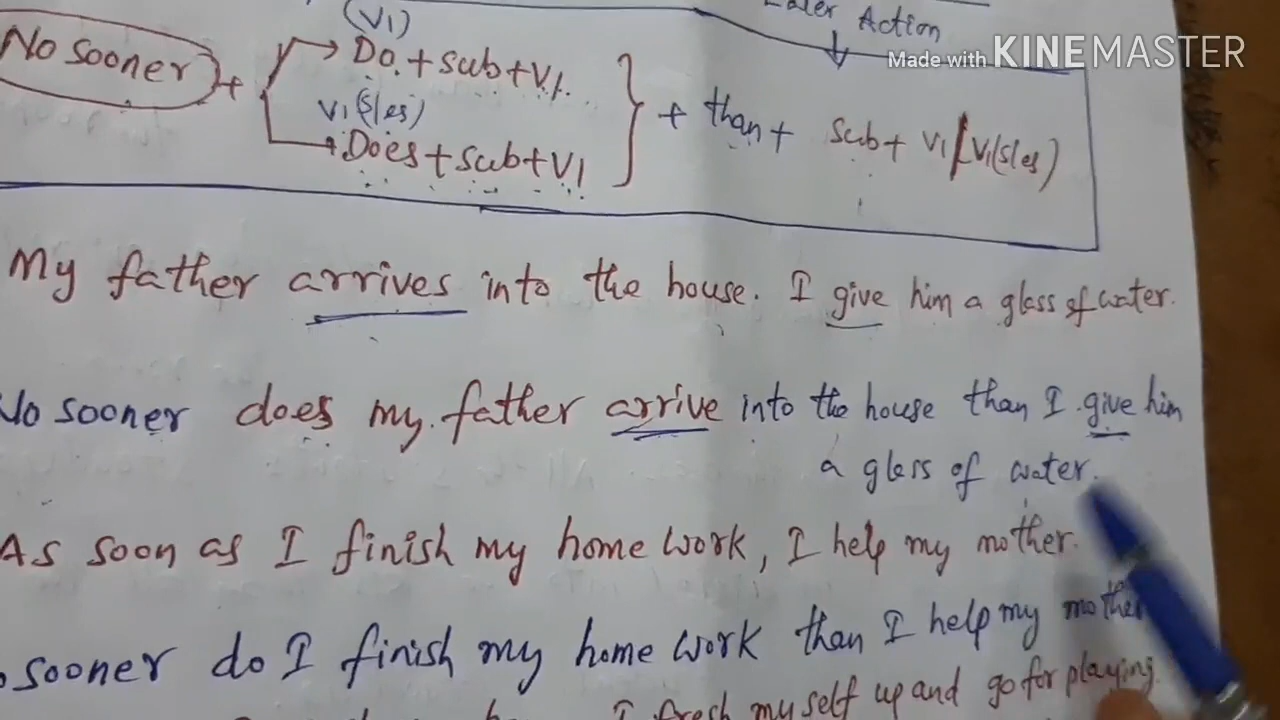 (V1)
Later Action
Made with KINEMASTER
No sooner + Do + sub + V1.
V1(s/es)
Does + sub + V1
} + than + sub + V1/V1(s/es)
My father arrives into the house. I give him a glass of water.
No sooner does my father arrive into the house than I give him
a glass of water.
As soon as I finish my home work, I help my mother.
sooner do I finish my home work than I help my mother
I fresh myself up and go for playing.